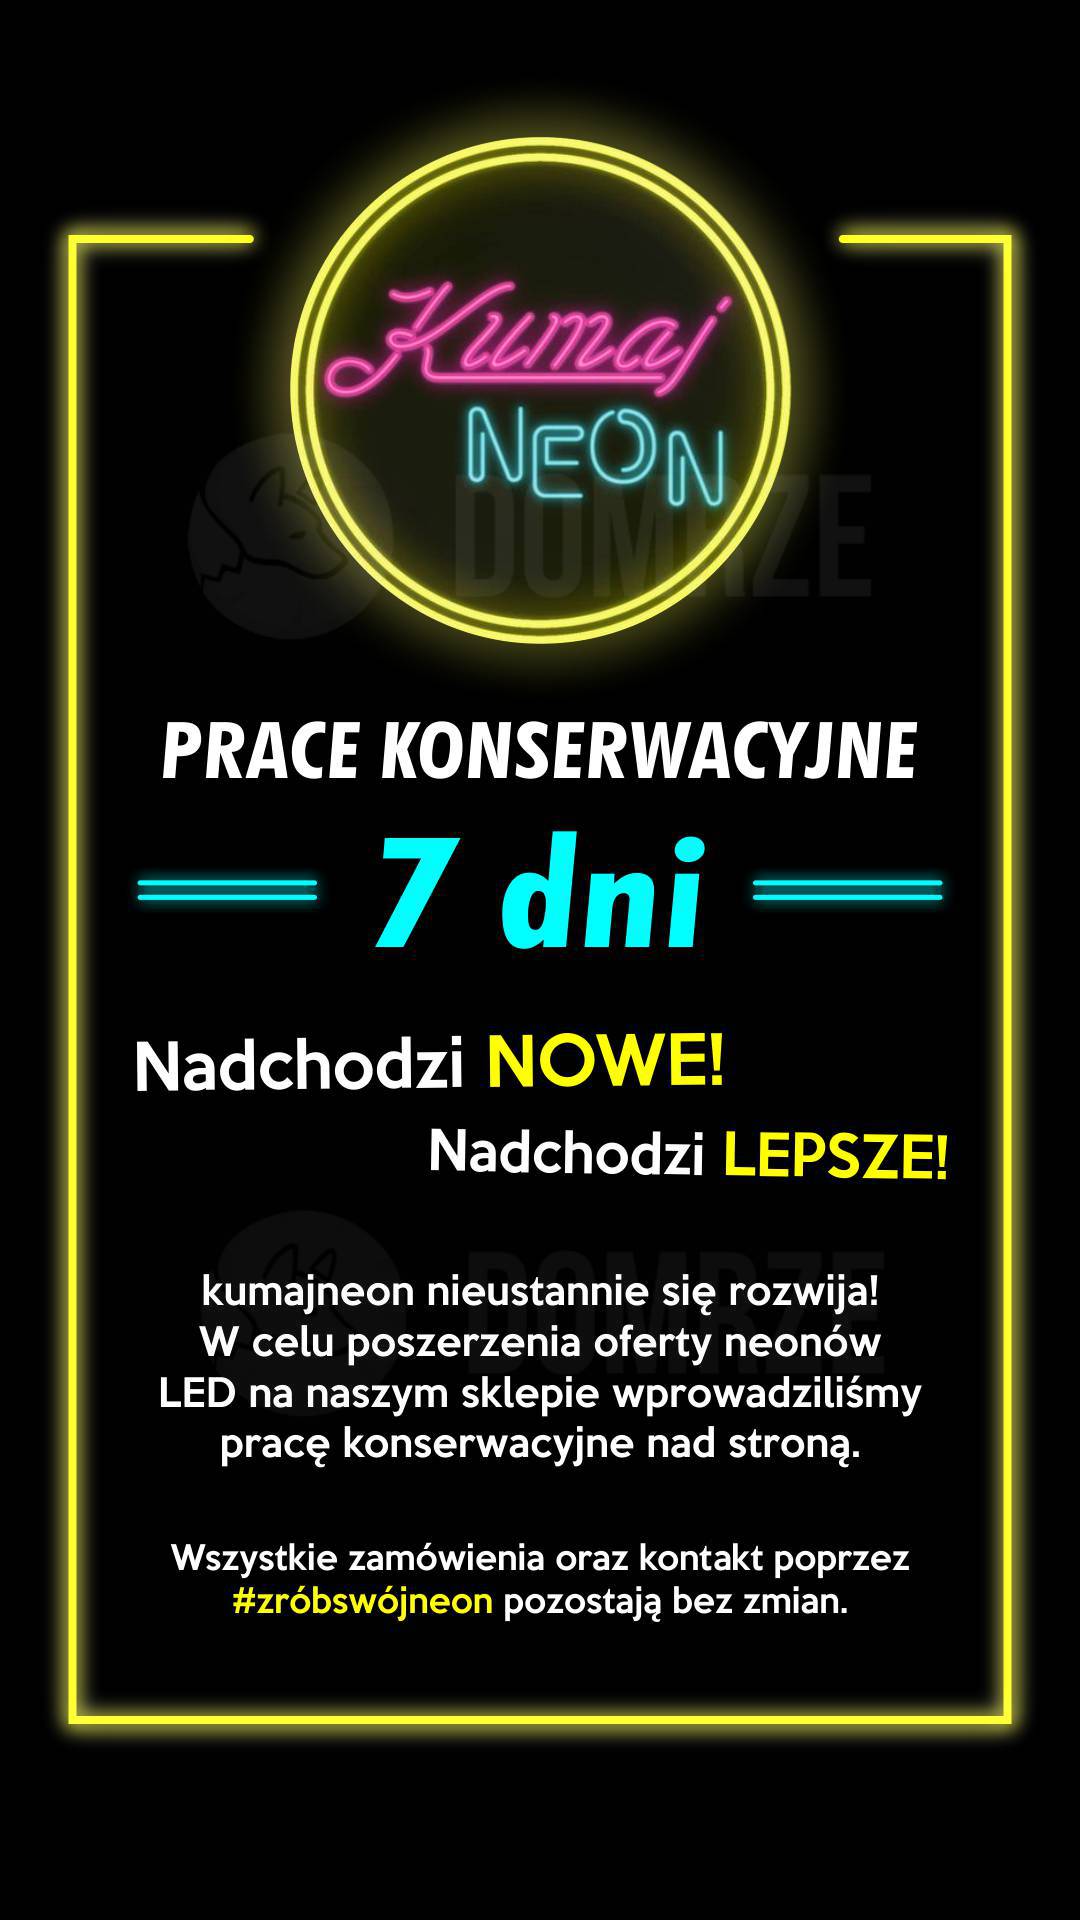 Kumaj
NEON
DOMRZE
PRACE KONSERWACYJNE
7 dni
Nadchodzi NOWE!
Nadchodzi LEPSZE!
DOMRZE
kumajneon nieustannie się rozwija!
W celu poszerzenia oferty neonów
LED na naszym sklepie wprowadziliśmy
pracę konserwacyjne nad stroną.
Wszystkie zamówienia oraz kontakt poprzez
#zróbswójneon pozostają bez zmian.